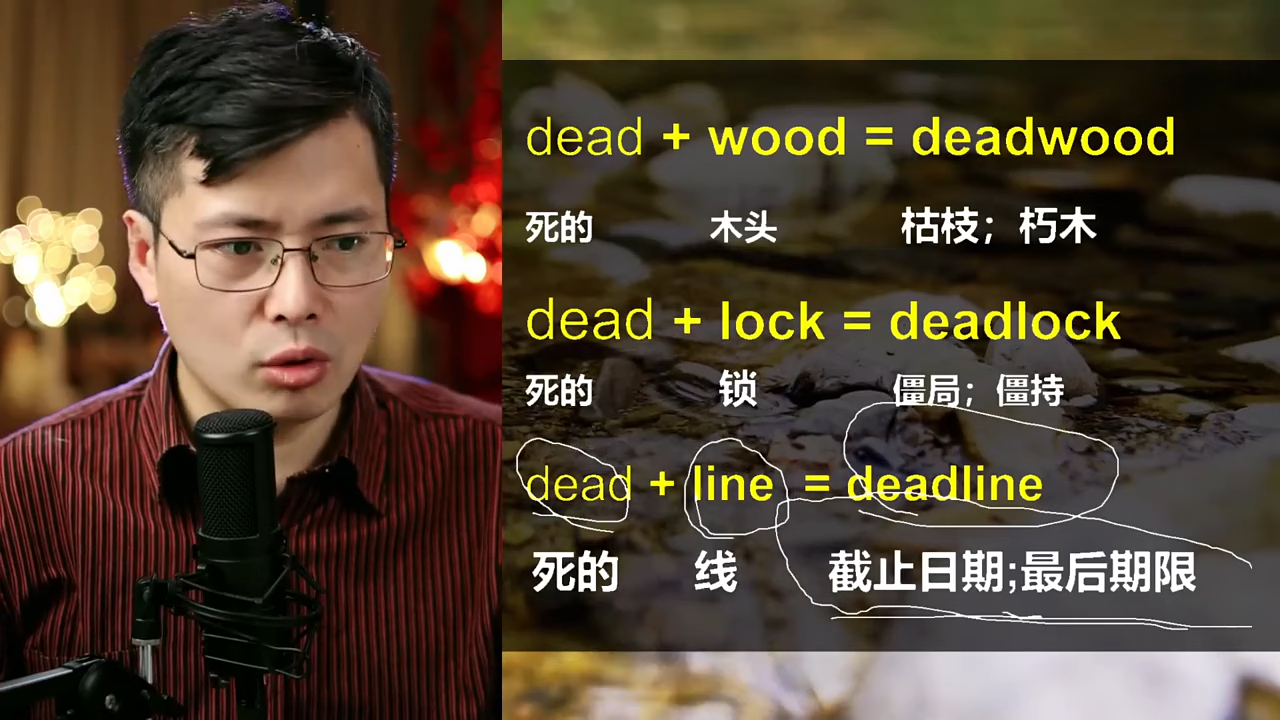 dead + wood = deadwood
死的 木头 枯枝；朽木
dead + lock = deadlock
死的 锁 僵局；僵持
dead + line = deadline
死的 线 截止日期;最后期限